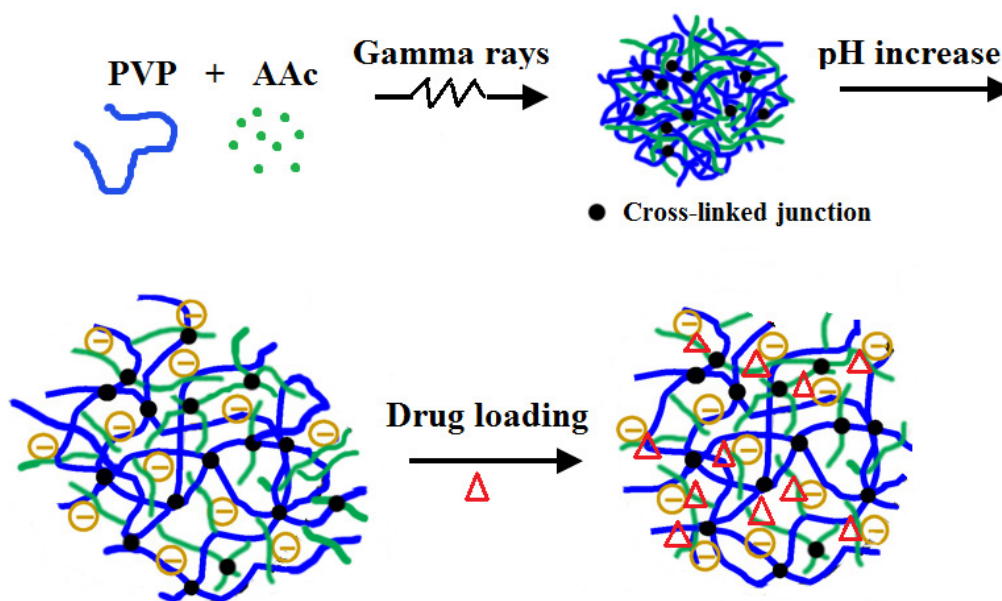 PVP + AAc
Gamma rays
pH increase
Cross-linked junction
Drug loading